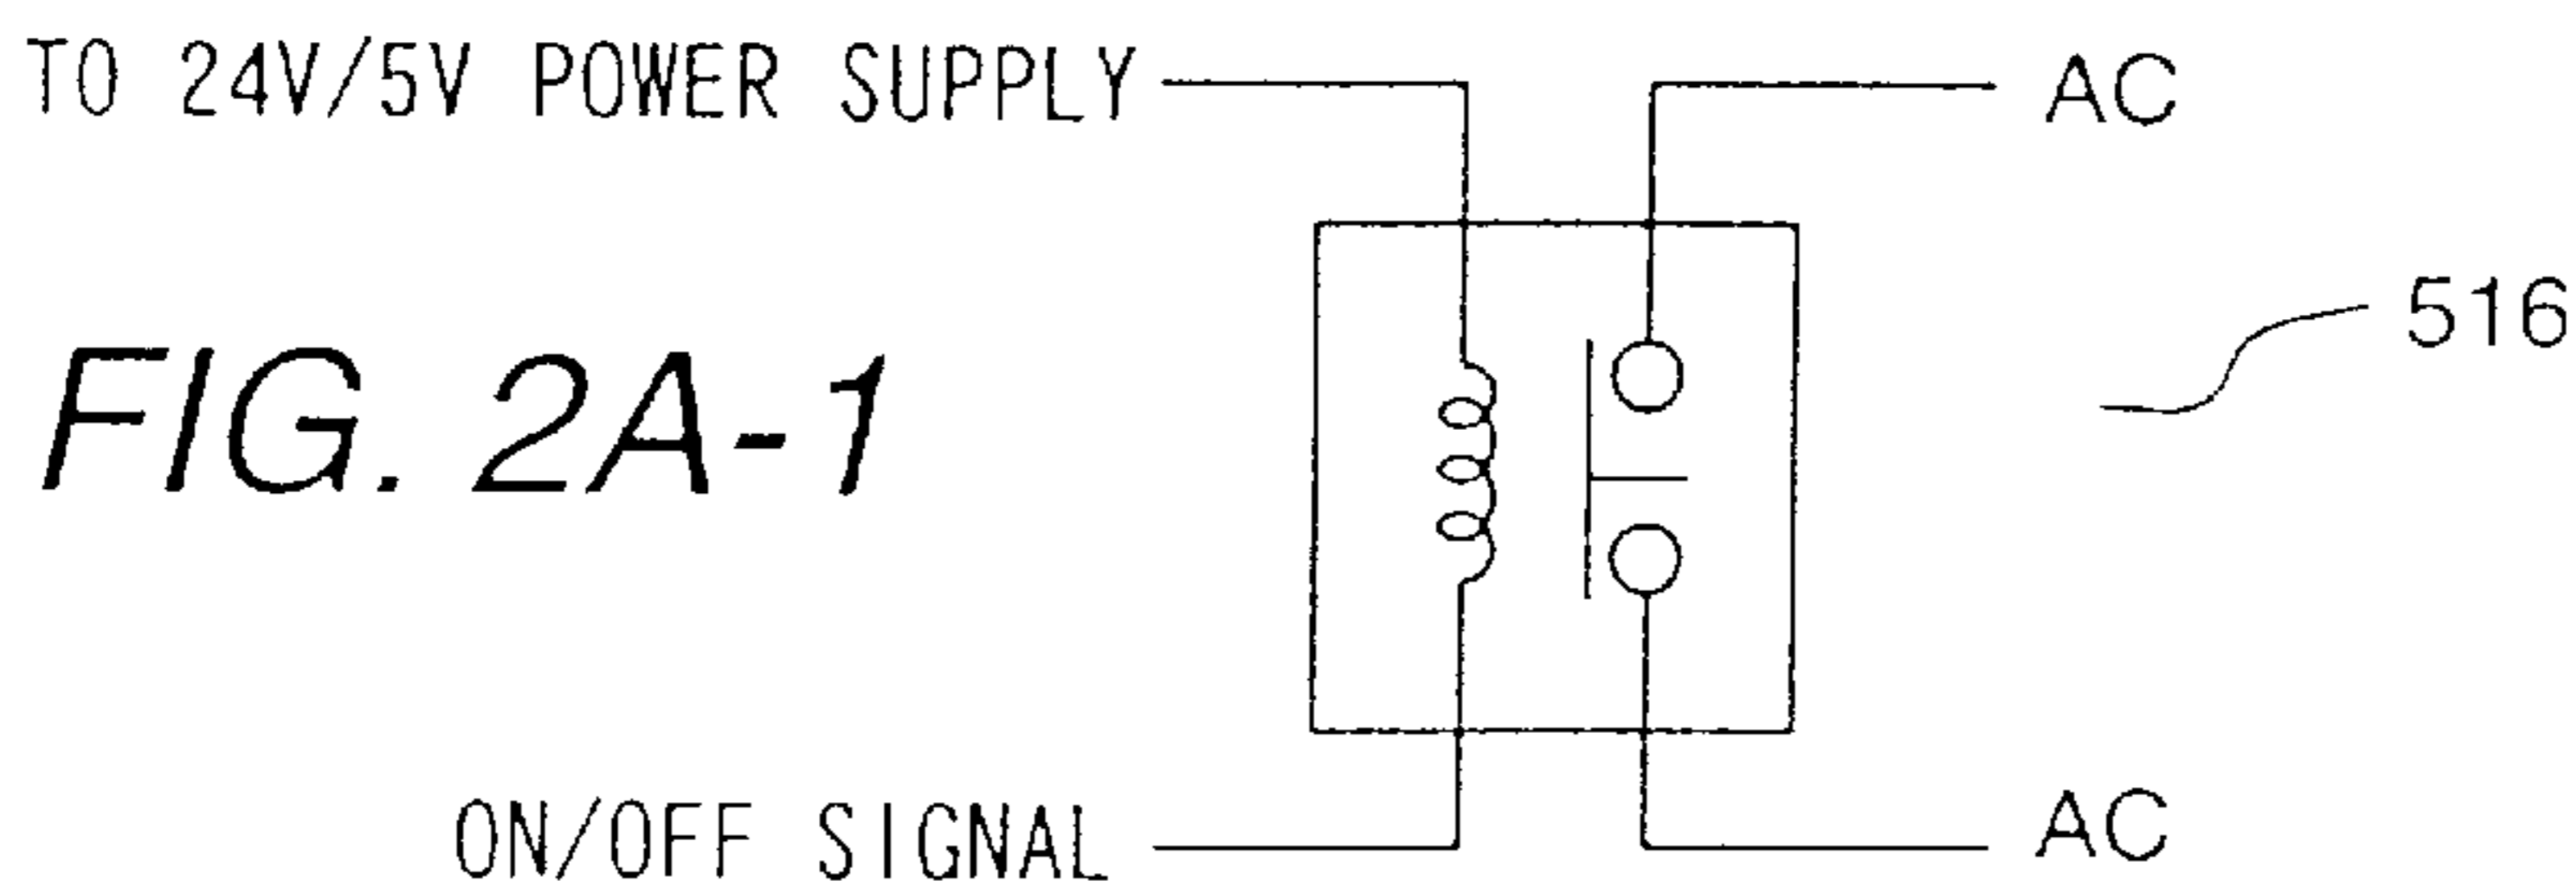 TO 24V/5V POWER SUPPLY
AC
516
FIG. 2A-1
ON/OFF SIGNAL
AC